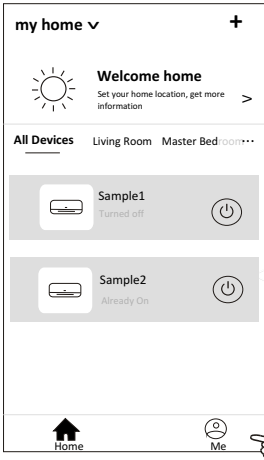 my home
+
Welcome home
Set your home location, get more
information
>
All Devices Living Room Master Bedroom ...
Sample1
Turned off
Sample2
Already On
Home Me